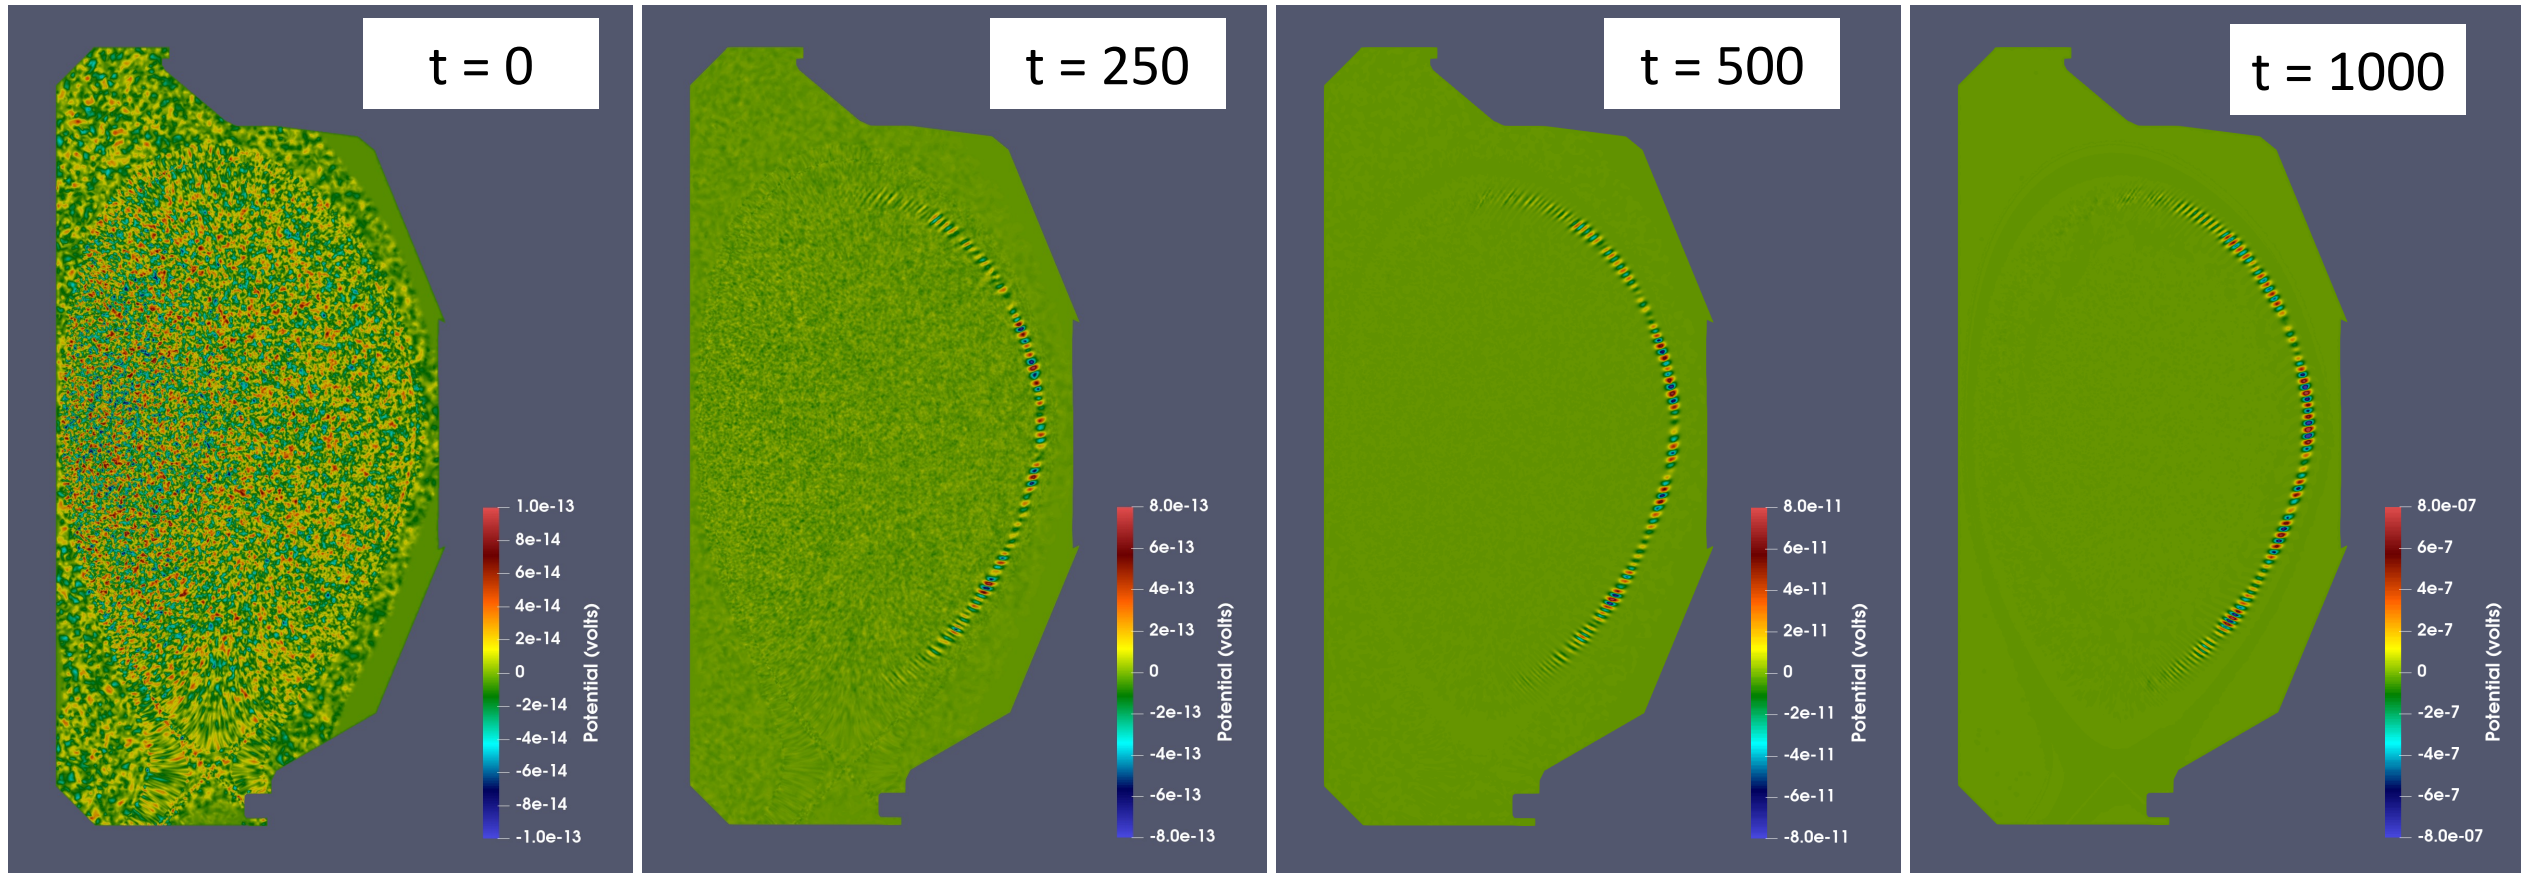 t = 0
1.0e-13
8e-14
6e-14
4e-14
2e-14
0
-2e-14
-4e-14
-6e-14
-8e-14
-1.0e-13
Potential (volts)
t = 250
8.0e-13
6e-13
4e-13
2e-13
0
-2e-13
-4e-13
-6e-13
-8.0e-13
Potential (volts)
t = 500
8.0e-11
6e-11
4e-11
2e-11
0
-2e-11
-4e-11
-6e-11
-8.0e-11
Potential (volts)
t = 1000
8.0e-07
6e-7
4e-7
2e-7
0
-2e-7
-4e-7
-6e-7
-8.0e-07
Potential (volts)